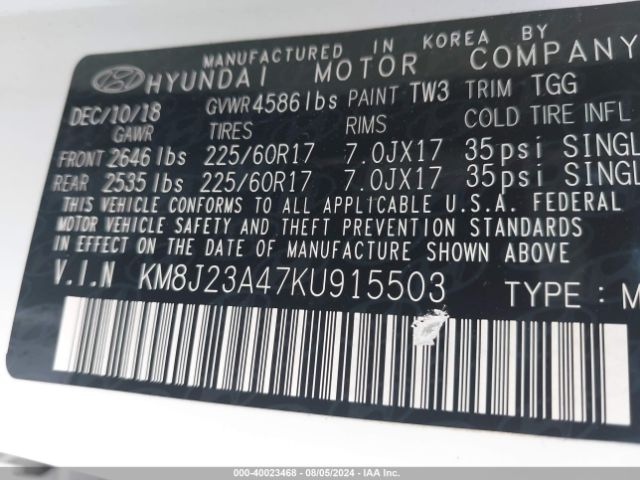 MANUFACTURED IN KOREA BY
HYUNDAI MOTOR COMPANY
DEC/10/18 GVWR 4586 lbs PAINT TW3 TRIM TGG
GAWR TIRES RIMS COLD TIRE INFL
FRONT 2646 lbs 225/60R17 7.0JX17 35psi SINGL
REAR 2535 lbs 225/60R17 7.0JX17 35psi SINGL
THIS VEHICLE CONFORMS TO ALL APPLICABLE U.S.A. FEDERAL
MOTOR VEHICLE SAFETY AND THEFT PREVENTION STANDARD
IN EFFECT ON THE DATE OF MANUFACTURE SHOWN ABOVE
V.I.N KM8J23A47KU915503 TYPE : M
000-40023468 - 08/05/2024 - IAA Inc.